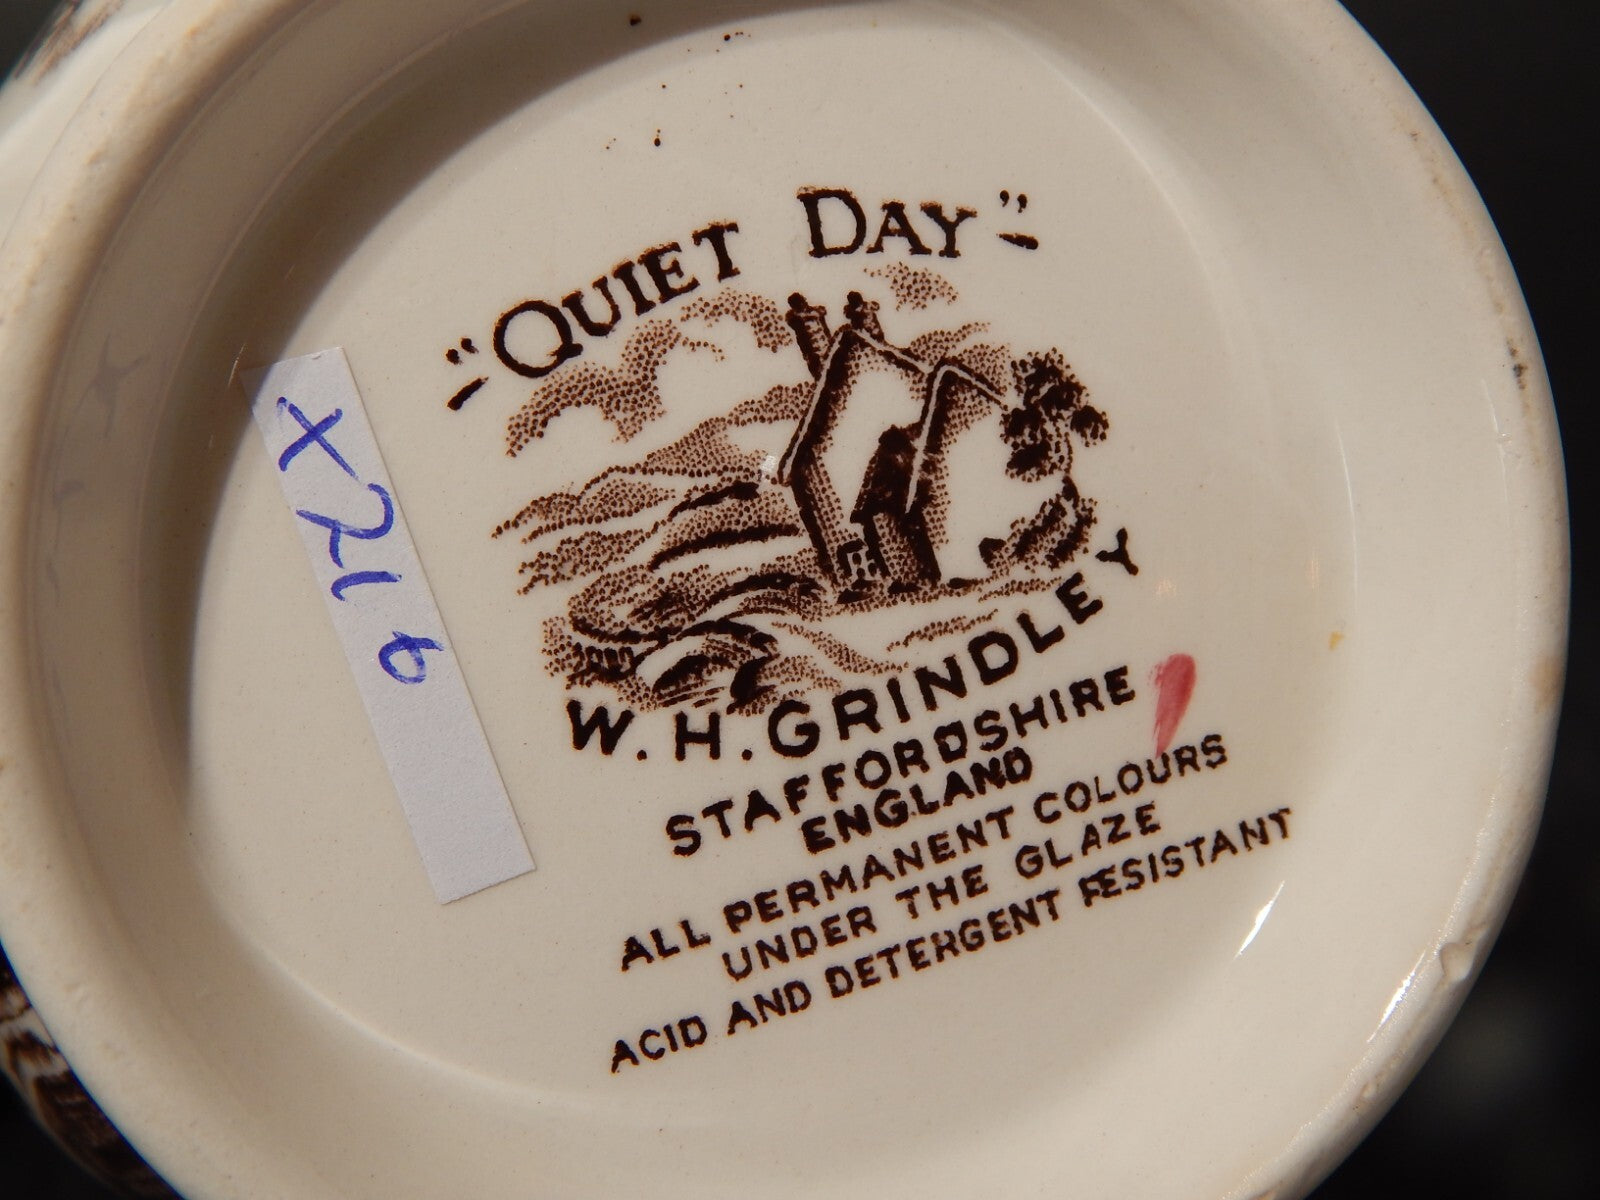 "QUIET DAY"
W.H.GRINDLEY
STAFFORDSHIRE
ENGLAND
ALL PERMANENT COLOURS
UNDER THE GLAZE
ACID AND DETERGENT RESISTANT
X216